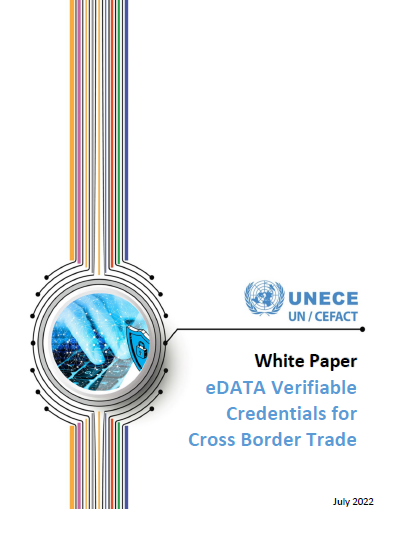 UNECE
UN / CEFACT
White Paper
eDATA Verifiable
Credentials for
Cross Border Trade
July 2022